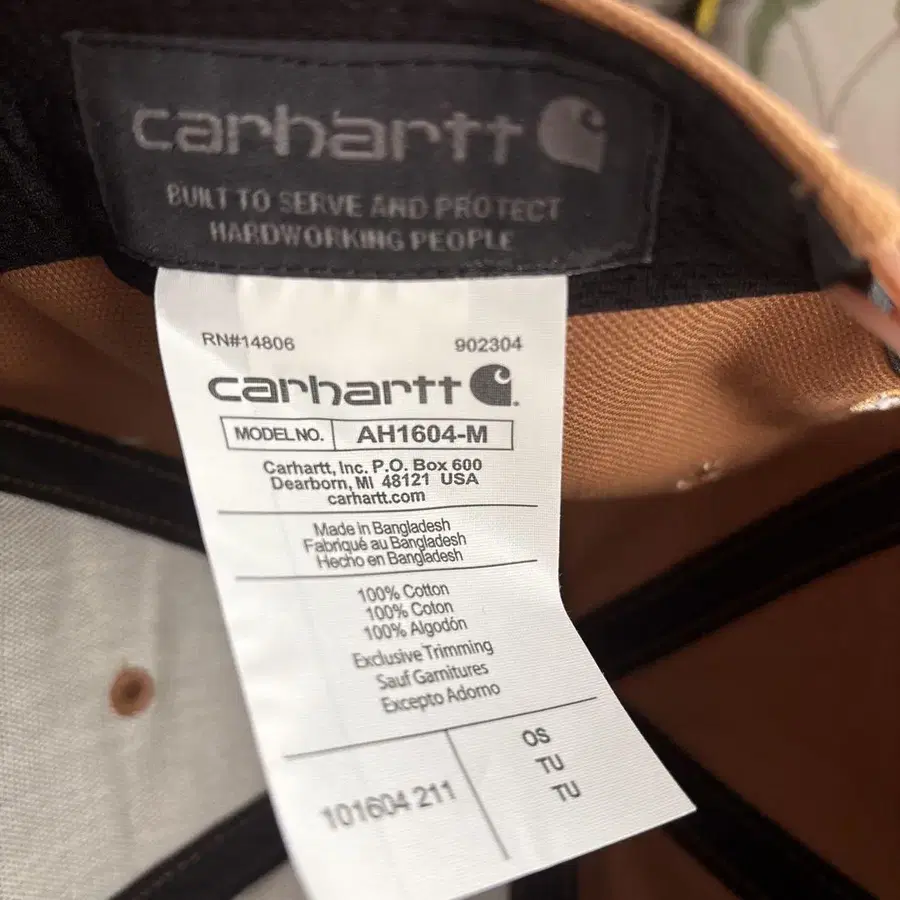 carhartt
BUILT TO SERVE AND PROTECT
HARDWORKING PEOPLE
RN#14806 902304
carhartt
MODEL NO. AH1604-M
Carhartt, Inc. P.O. Box 600
Dearborn, MI 48121 USA
carhartt.com
Made in Bangladesh
Fabriqué au Bangladesh
Hecho en Bangladesh
100% Cotton
100% Coton
100% Algodón
Exclusive Trimming
Sauf Garnitures
Excepto Adorno
101604 211
OS
TU
TU